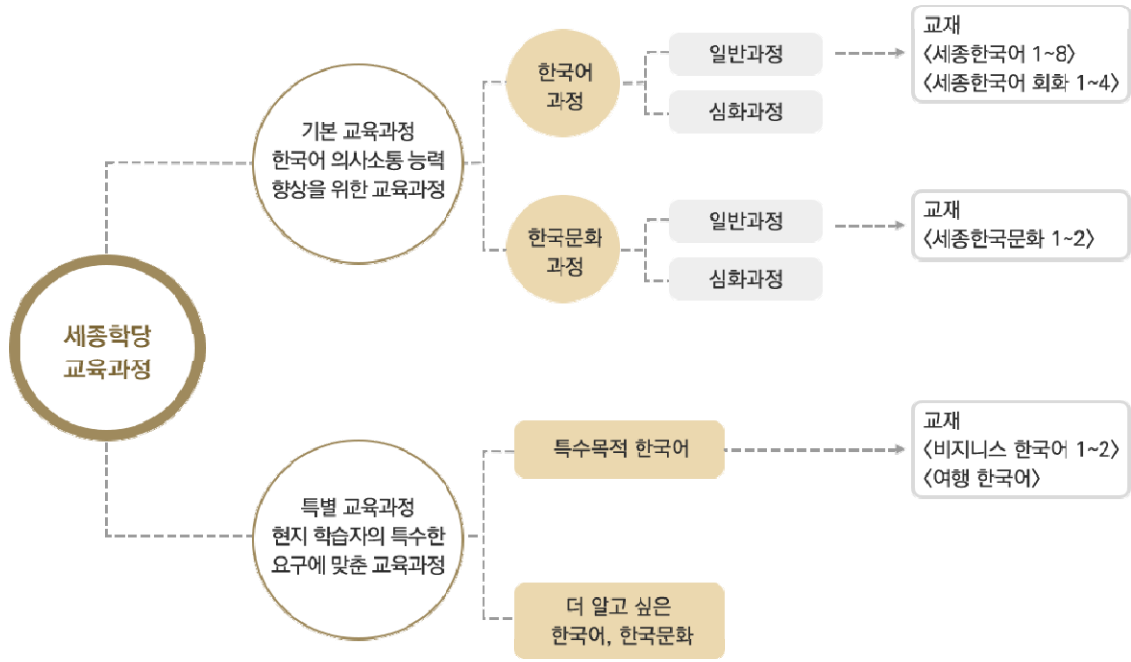 세종학당
교육과정
기본 교육과정
한국어 의사소통 능력
향상을 위한 교육과정
한국어
과정
일반과정
교재
〈세종한국어 1~8〉
〈세종한국어 회화 1~4〉
심화과정
한국문화
과정
일반과정
교재
〈세종한국문화 1~2〉
심화과정
특별 교육과정
현지 학습자의 특수한
요구에 맞춘 교육과정
특수목적 한국어
교재
〈비지니스 한국어 1~2〉
〈여행 한국어〉
더 알고 싶은
한국어, 한국문화